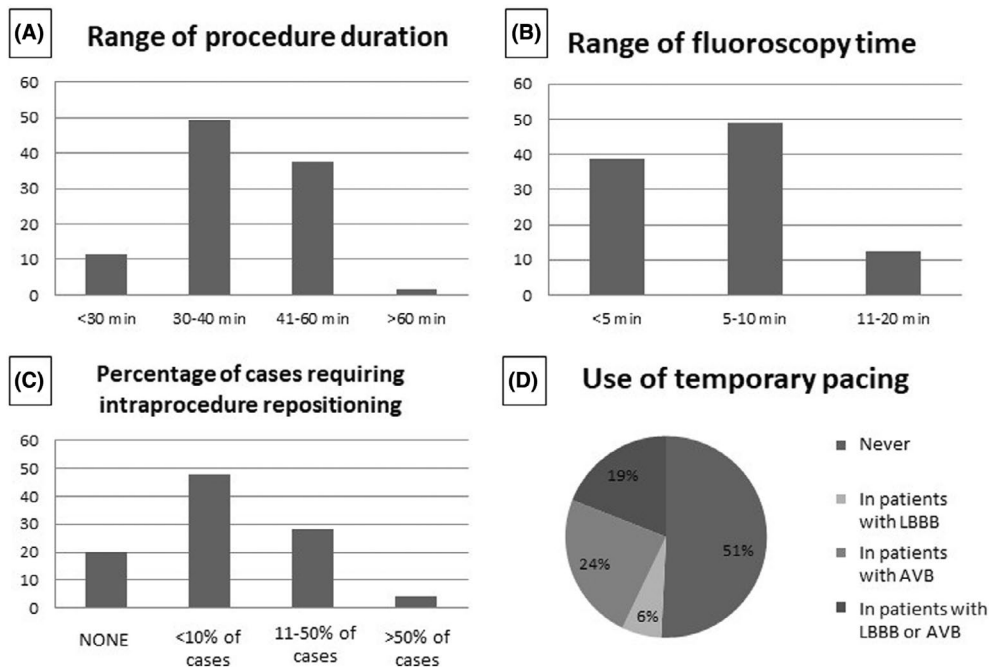 (A)
Range of procedure duration
60
50
40
30
20
10
0
<30 min 30-40 min 41-60 min >60 min
(B)
Range of fluoroscopy time
60
50
40
30
20
10
0
<5 min 5-10 min 11-20 min
(C)
Percentage of cases requiring
intraprocedure repositioning
60
50
40
30
20
10
0
NONE <10% of 11-50% of >50% of
cases cases cases
(D)
Use of temporary pacing
19%
51%
24%
6%
Never
In patients
with LBBB
In patients
with AVB
In patients with
LBBB or AVB